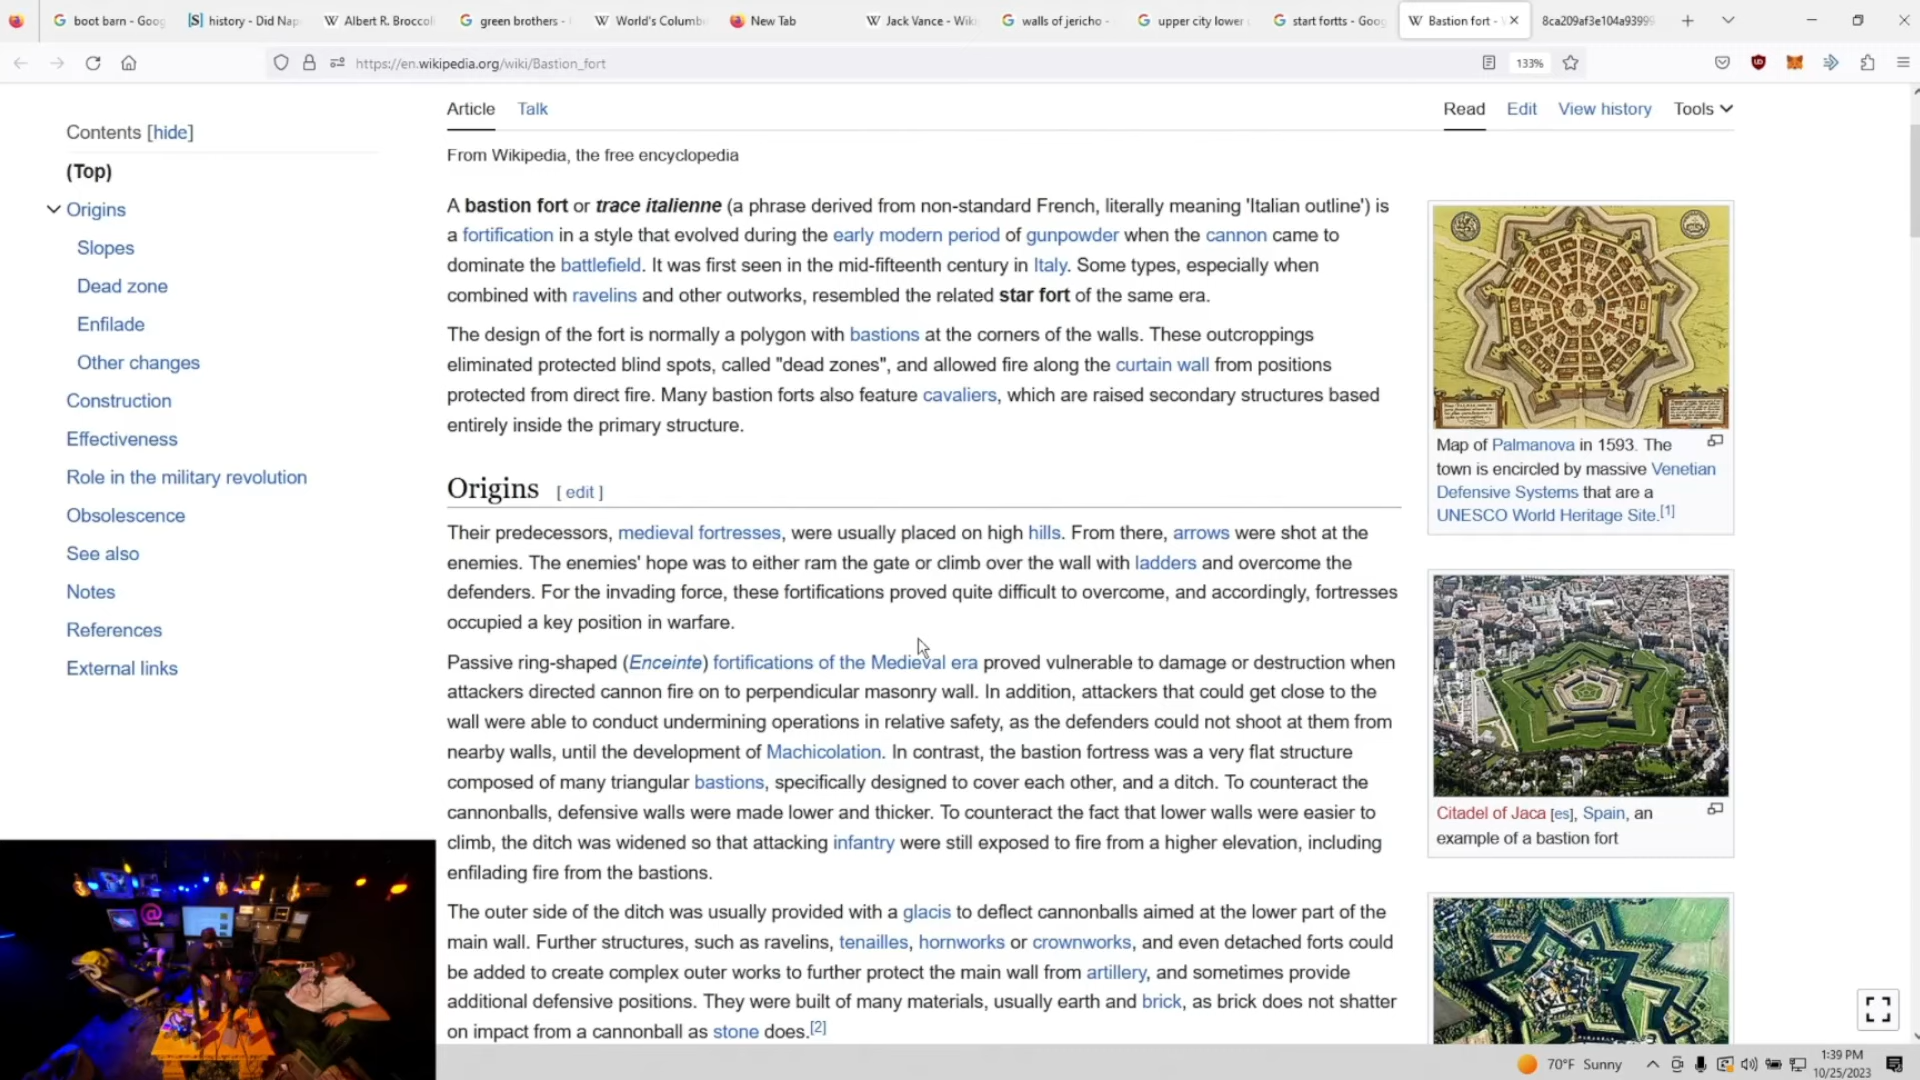 boot barn - Goog
[S] history - Did Nap
W Albert R. Broccoli
G green brothers -
W World's Columb
New Tab
W Jack Vance - Wiki
G walls of jericho -
G upper city lower
G start fortts - Goog
W Bastion fort - W
8ca209af3e104a93999
https://en.wikipedia.org/wiki/Bastion_fort
133%
Article Talk
Read Edit View history Tools
Contents [hide]
(Top)
Origins
Slopes
Dead zone
Enfilade
Other changes
Construction
Effectiveness
Role in the military revolution
Obsolescence
See also
Notes
References
External links
From Wikipedia, the free encyclopedia
A bastion fort or trace italienne (a phrase derived from non-standard French, literally meaning 'Italian outline') is
a fortification in a style that evolved during the early modern period of gunpowder when the cannon came to
dominate the battlefield. It was first seen in the mid-fifteenth century in Italy. Some types, especially when
combined with ravelins and other outworks, resembled the related star fort of the same era.
The design of the fort is normally a polygon with bastions at the corners of the walls. These outcroppings
eliminated protected blind spots, called "dead zones", and allowed fire along the curtain wall from positions
protected from direct fire. Many bastion forts also feature cavaliers, which are raised secondary structures based
entirely inside the primary structure.
Origins [ edit ]
Their predecessors, medieval fortresses, were usually placed on high hills. From there, arrows were shot at the
enemies. The enemies' hope was to either ram the gate or climb over the wall with ladders and overcome the
defenders. For the invading force, these fortifications proved quite difficult to overcome, and accordingly, fortresses
occupied a key position in warfare.
Passive ring-shaped (Enceinte) fortifications of the Medieval era proved vulnerable to damage or destruction when
attackers directed cannon fire on to perpendicular masonry wall. In addition, attackers that could get close to the
wall were able to conduct undermining operations in relative safety, as the defenders could not shoot at them from
nearby walls, until the development of Machicolation. In contrast, the bastion fortress was a very flat structure
composed of many triangular bastions, specifically designed to cover each other, and a ditch. To counteract the
cannonballs, defensive walls were made lower and thicker. To counteract the fact that lower walls were easier to
climb, the ditch was widened so that attacking infantry were still exposed to fire from a higher elevation, including
enfilading fire from the bastions.
The outer side of the ditch was usually provided with a glacis to deflect cannonballs aimed at the lower part of the
main wall. Further structures, such as ravelins, tenailles, hornworks or crownworks, and even detached forts could
be added to create complex outer works to further protect the main wall from artillery, and sometimes provide
additional defensive positions. They were built of many materials, usually earth and brick, as brick does not shatter
on impact from a cannonball as stone does.[2]
Map of Palmanova in 1593. The
town is encircled by massive Venetian
Defensive Systems that are a
UNESCO World Heritage Site.[1]
Citadel of Jaca [es], Spain, an
example of a bastion fort
70°F Sunny
1:39 PM
10/25/2023